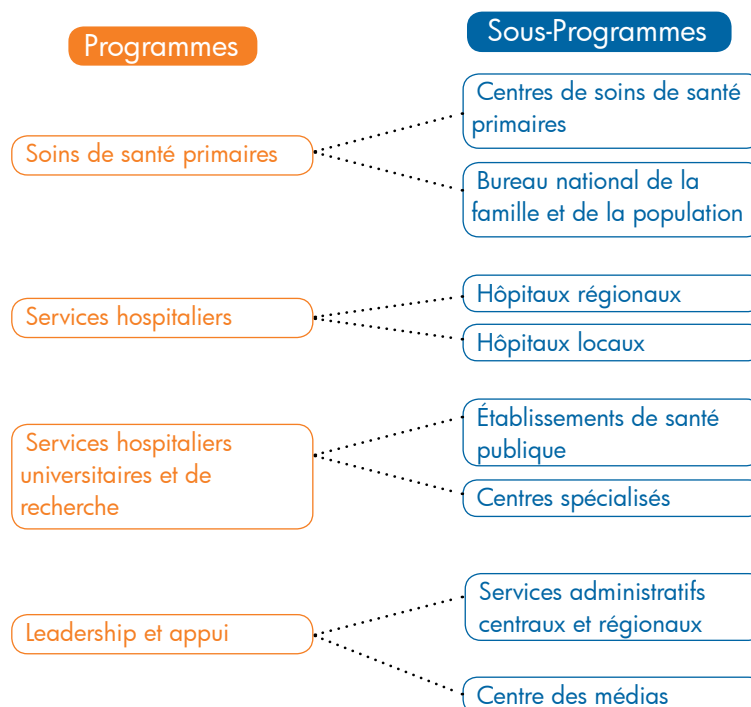 Programmes
Sous-Programmes
Soins de santé primaires
Centres de soins de santé
primaires
Bureau national de la
famille et de la population
Services hospitaliers
Hôpitaux régionaux
Hôpitaux locaux
Services hospitaliers
universitaires et de
recherche
Établissements de santé
publique
Centres spécialisés
Leadership et appui
Services administratifs
centraux et régionaux
Centre des médias